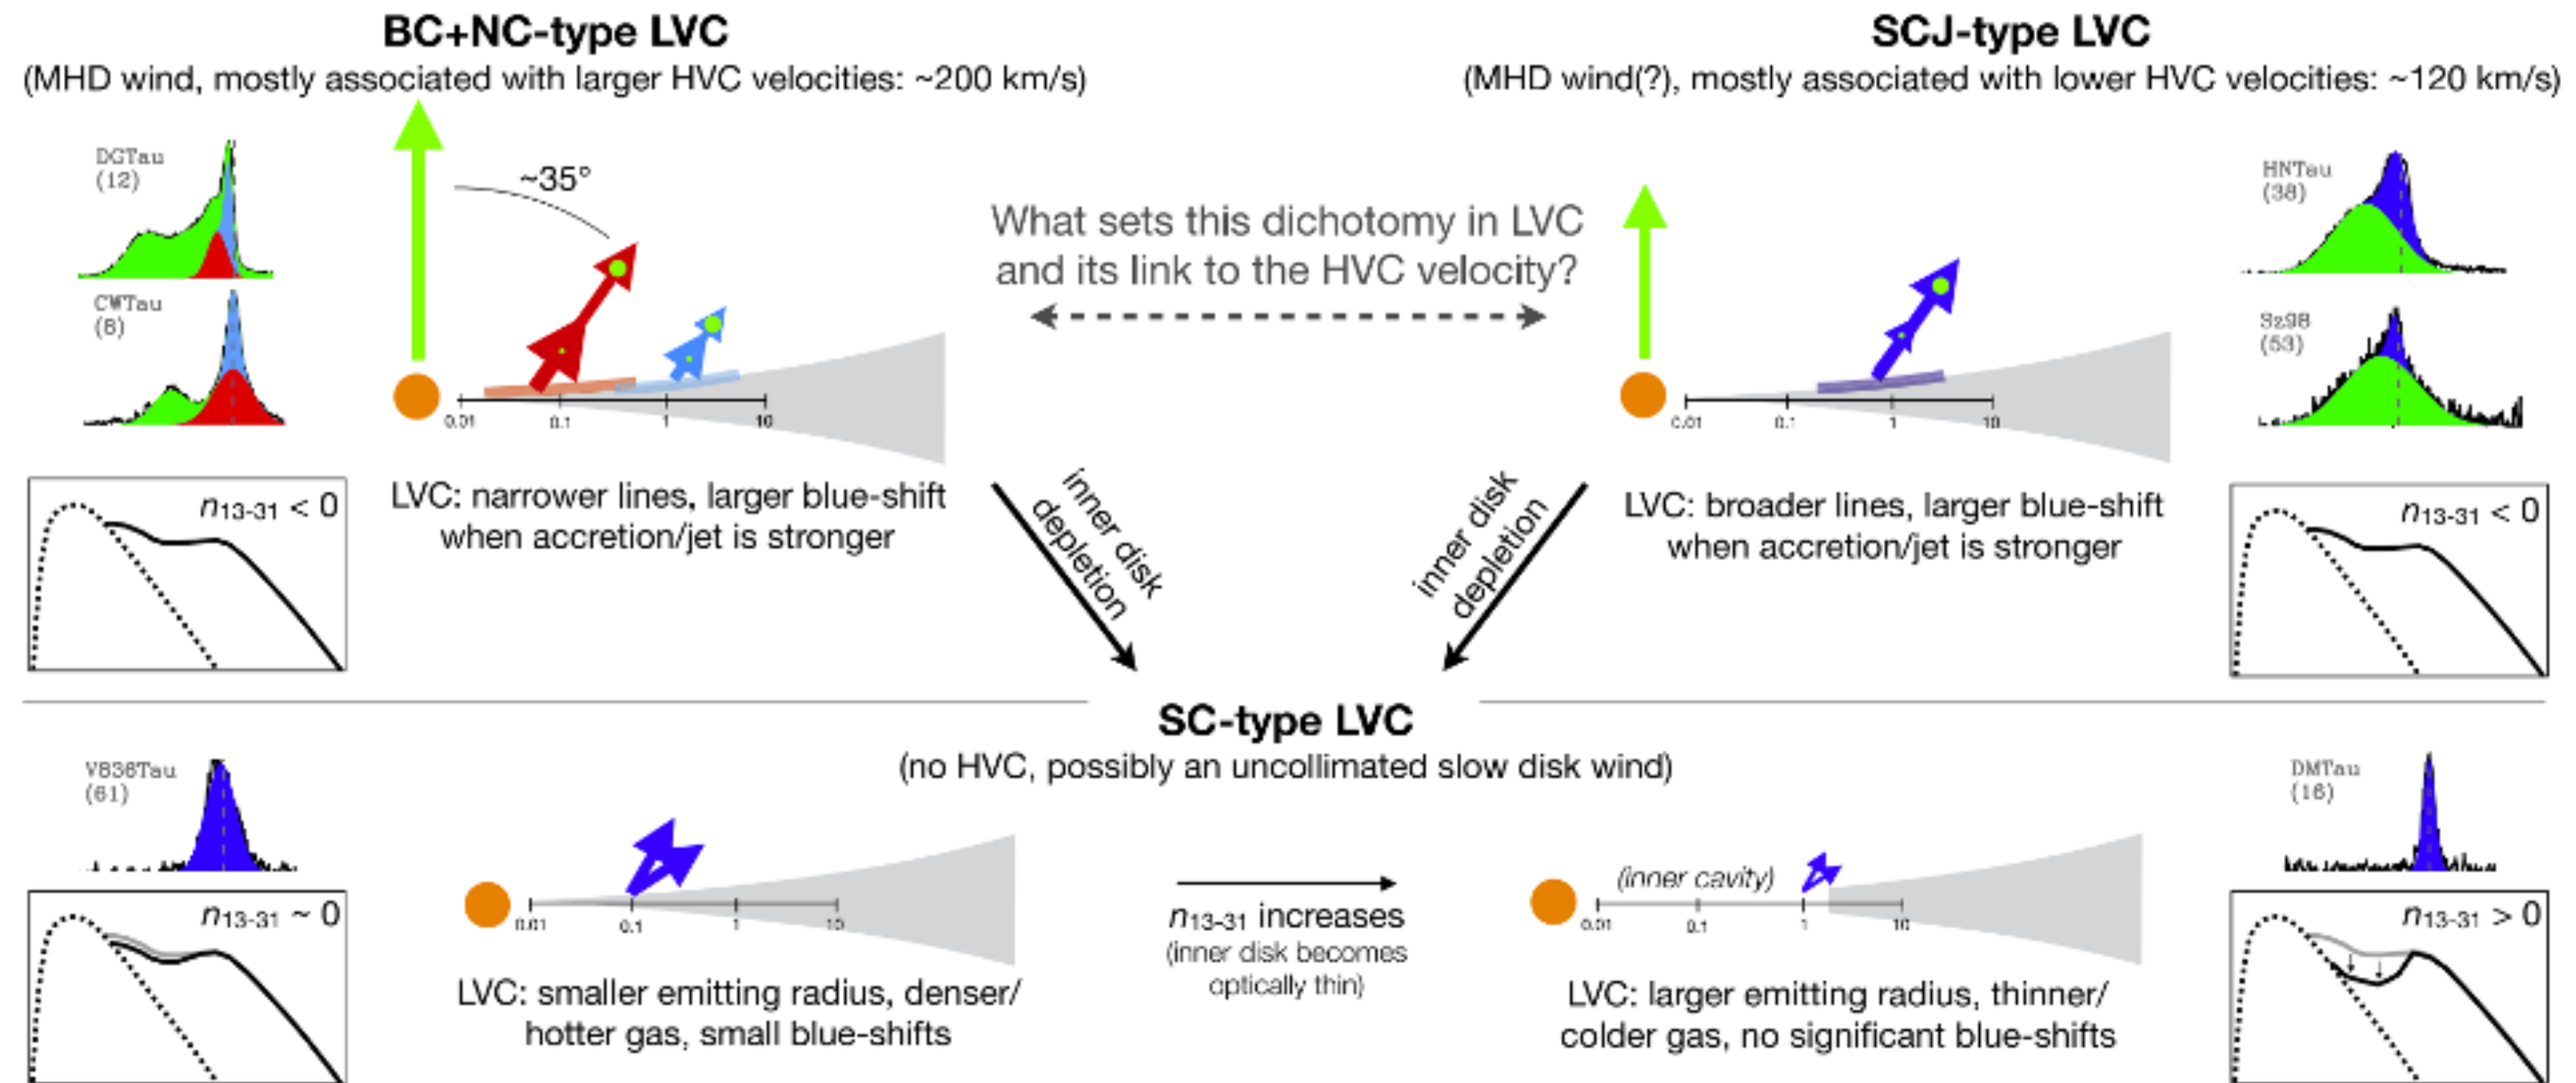 BC+NC-type LVC
(MHD wind, mostly associated with larger HVC velocities: ~200 km/s)
DGTau
(12)
CWTau
(8)
~35°
0.01 0.1 1 10
n13-31 < 0
LVC: narrower lines, larger blue-shift
when accretion/jet is stronger
What sets this dichotomy in LVC
and its link to the HVC velocity?
SCJ-type LVC
(MHD wind(?), mostly associated with lower HVC velocities: ~120 km/s)
HNTau
(38)
Sz98
(53)
0.01 0.1 1 10
LVC: broader lines, larger blue-shift
when accretion/jet is stronger
n13-31 < 0
inner disk
depletion
inner disk
depletion
SC-type LVC
(no HVC, possibly an uncollimated slow disk wind)
V836Tau
(61)
n13-31 ~ 0
0.01 0.1 1 10
LVC: smaller emitting radius, denser/
hotter gas, small blue-shifts
n13-31 increases
(inner disk becomes
optically thin)
(inner cavity)
0.01 0.1 1 10
LVC: larger emitting radius, thinner/
colder gas, no significant blue-shifts
DMTau
(16)
n13-31 > 0